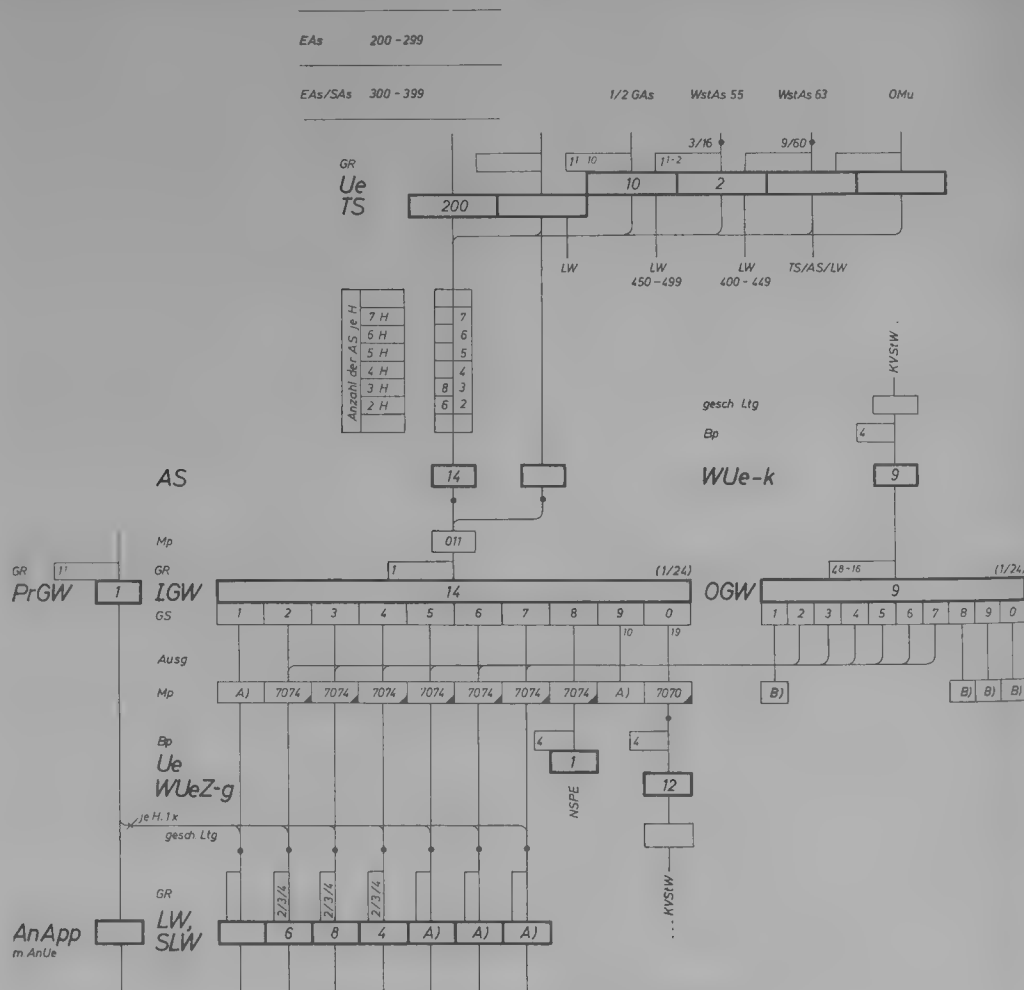 EAs 200-299
EAs/SAs 300-399
1/2 GAs WstAs 55 WstAs 63 OMu
3/16 9/60
GR 1¹ 10 1¹⁻²
Ue
TS
10 2
200
LW LW TS/AS/LW
450-499 400-449
LW
Anzahl der AS je H
7 H 7
6 H 6
5 H 5
4 H 4
3 H 8 3
2 H 6 2
KVStW .
gesch Ltg
Bp 4
AS 14 WUe-k 9
Mp 011
GR 1¹ GR 1 (1/24) 48-16 (1/24)
PrGW 1 IGW 14 OGW 9
GS 1 2 3 4 5 6 7 8 9 0 1 2 3 4 5 6 7 8 9 0
10 19
Ausg
Mp A) 7074 7074 7074 7074 7074 7074 7074 A) 7070 B) B) B) B)
Bp 4 4
Ue 1
WUeZ-g 12
NSPE
je H. 1x
gesch Ltg
...KVStW
GR 2/3/4 2/3/4 2/3/4
LW,
SLW 6 8 4 A) A) A)
AnApp
m AnUe